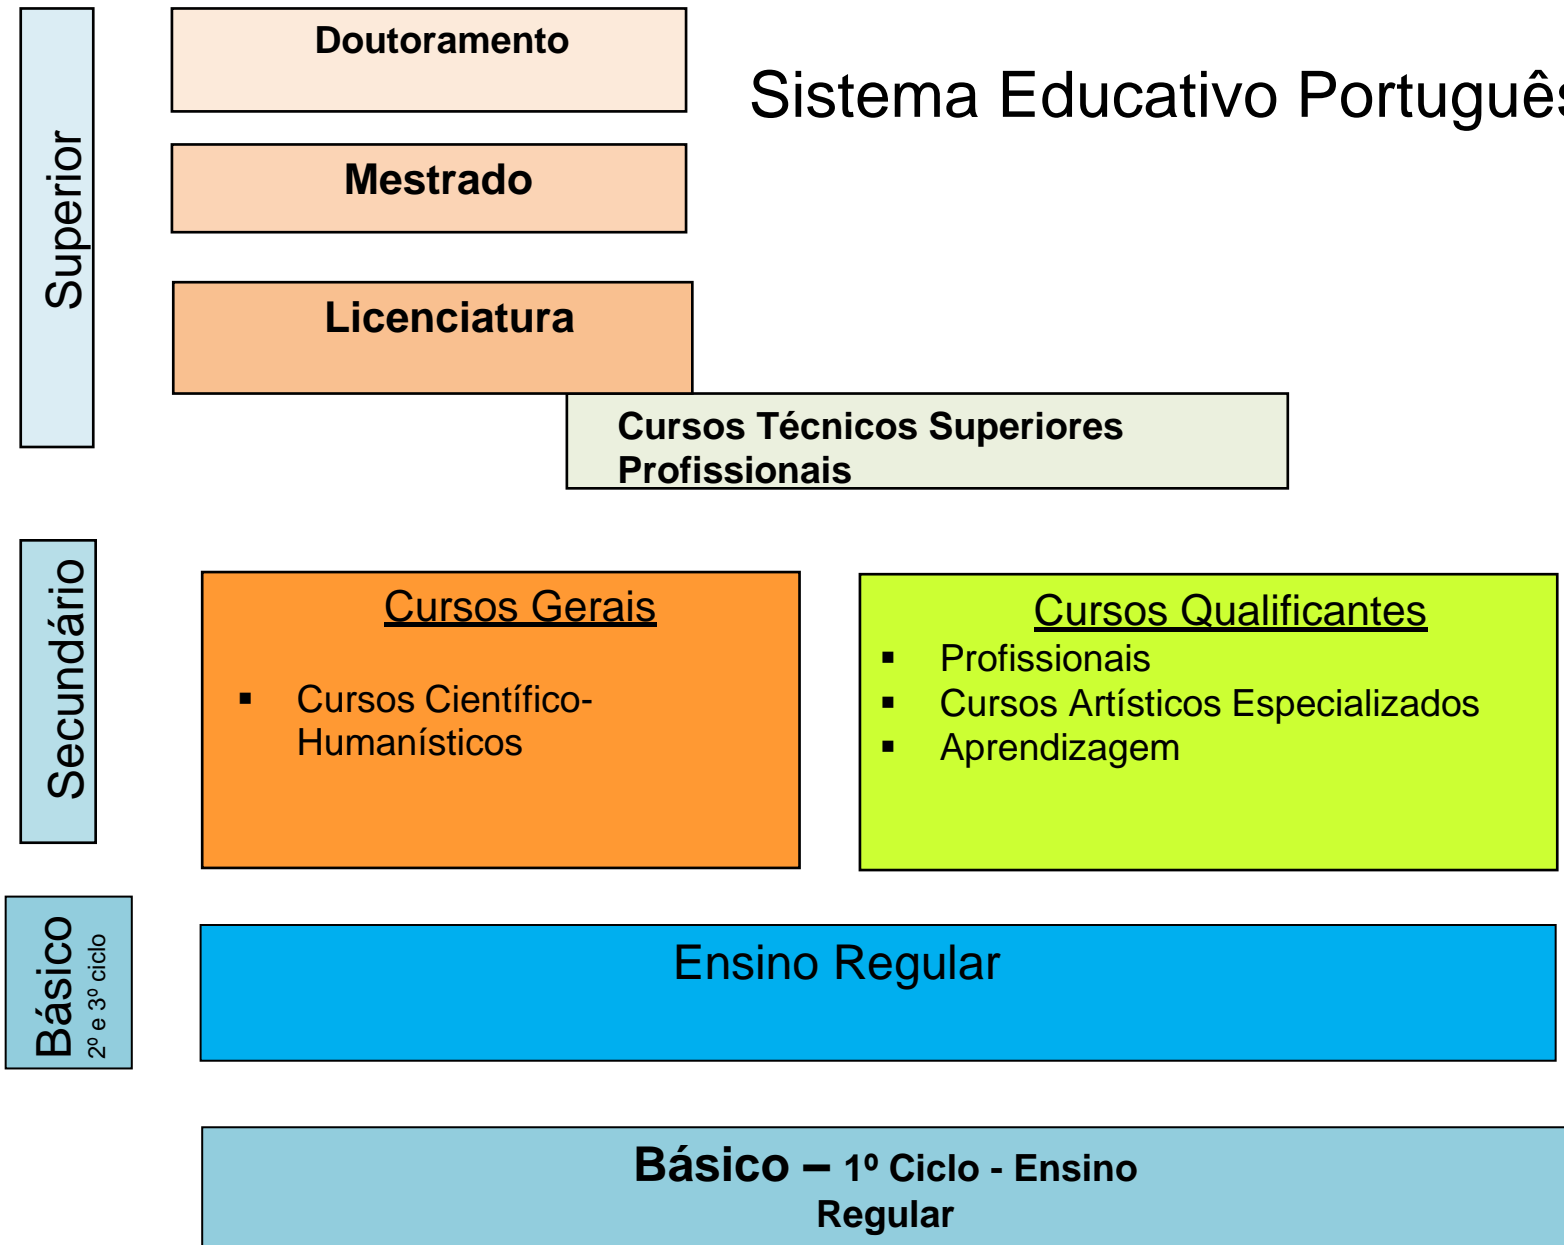 Sistema Educativo Português
Superior
Doutoramento
Mestrado
Licenciatura
Cursos Técnicos Superiores
Profissionais
Secundário
Cursos Gerais
▪ Cursos Científico-
Humanísticos
Cursos Qualificantes
▪ Profissionais
▪ Cursos Artísticos Especializados
▪ Aprendizagem
Básico
2º e 3º ciclo
Ensino Regular
Básico – 1º Ciclo - Ensino
Regular